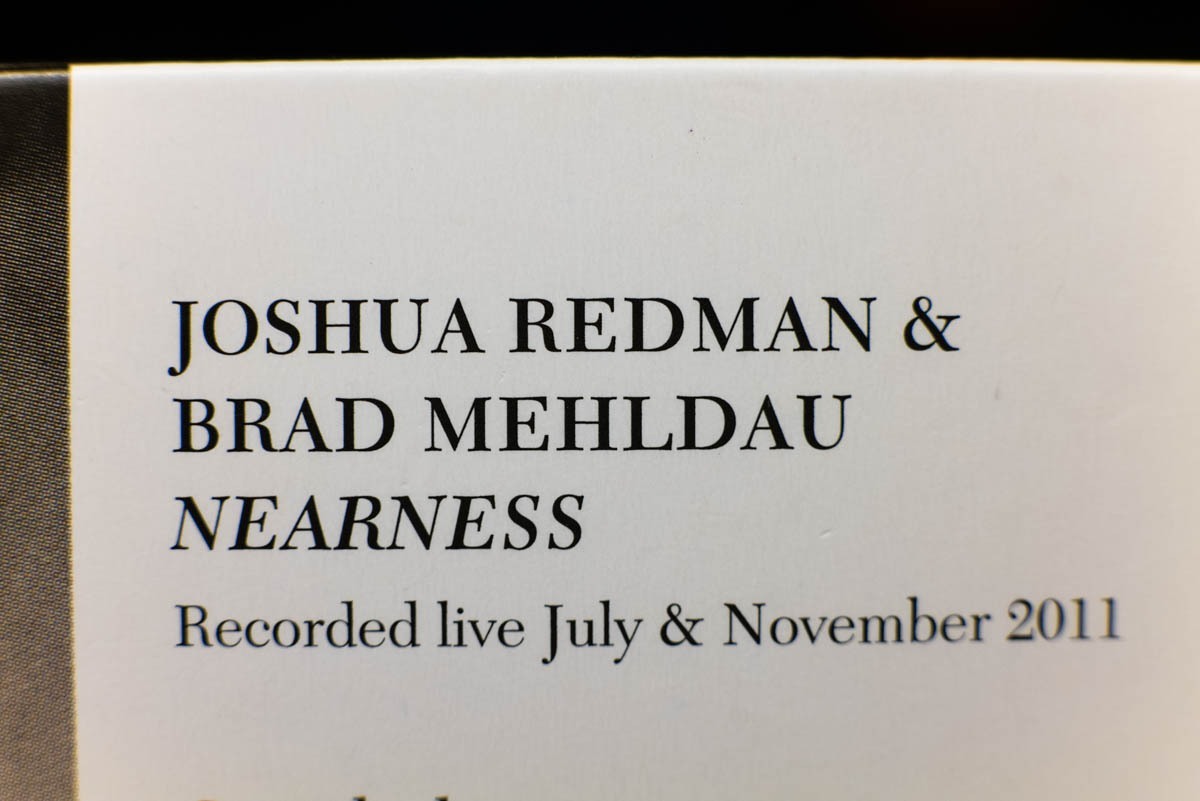 JOSHUA REDMAN &
BRAD MEHLDAU
NEARNESS
Recorded live July & November 2011